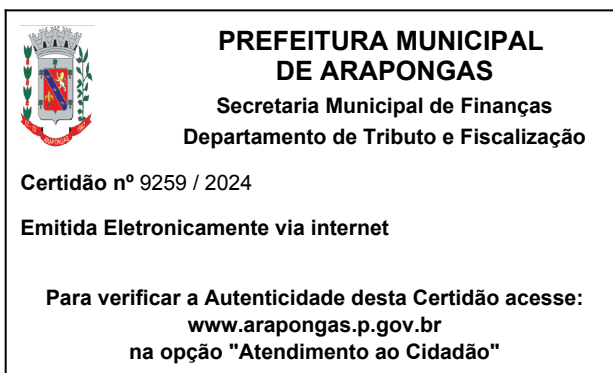 PREFEITURA MUNICIPAL
DE ARAPONGAS
Secretaria Municipal de Finanças
Departamento de Tributo e Fiscalização
ARAPONGAS
Certidão nº 9259 / 2024
Emitida Eletronicamente via internet
Para verificar a Autenticidade desta Certidão acesse:
www.arapongas.p.gov.br
na opção "Atendimento ao Cidadão"